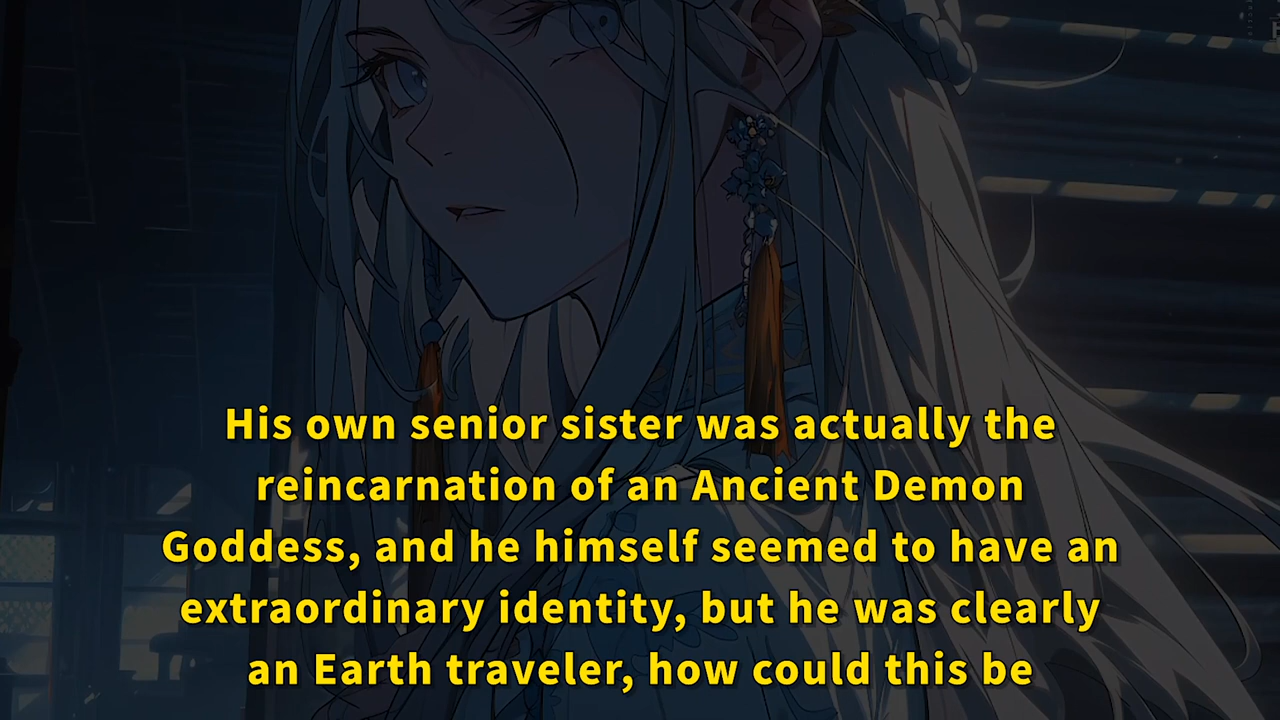 His own senior sister was actually the
reincarnation of an Ancient Demon
Goddess, and he himself seemed to have an
extraordinary identity, but he was clearly
an Earth traveler, how could this be